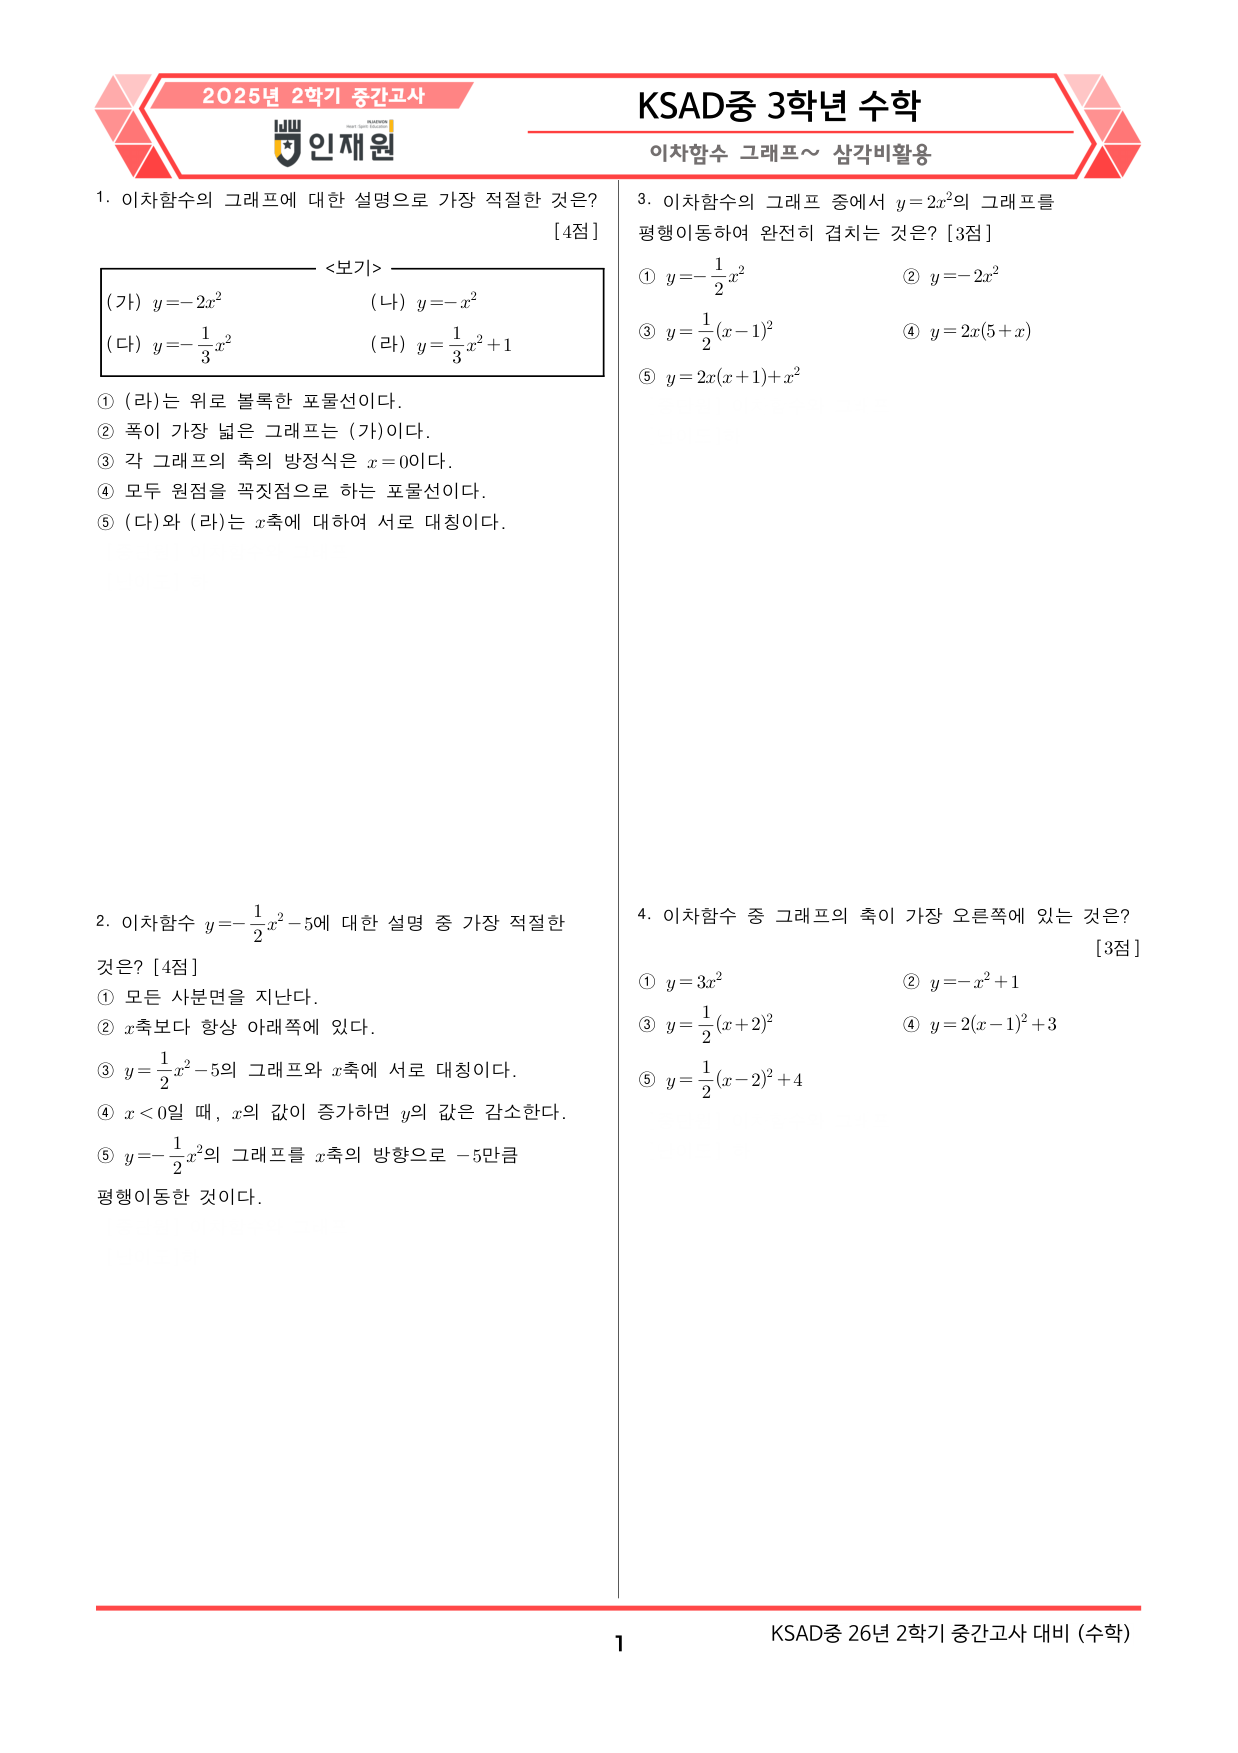 2025년 2학기 중간고사
인재원
KSAD중 3학년 수학
이차함수 그래프~ 삼각비활용
1. 이차함수의 그래프에 대한 설명으로 가장 적절한 것은?
[4점]
<보기>
(가) y=-2x² (나) y=-x²
(다) y=-1/3 x² (라) y=1/3 x²+1
① (라)는 위로 볼록한 포물선이다.
② 폭이 가장 넓은 그래프는 (가)이다.
③ 각 그래프의 축의 방정식은 x=0이다.
④ 모두 원점을 꼭짓점으로 하는 포물선이다.
⑤ (다)와 (라)는 x축에 대하여 서로 대칭이다.
2. 이차함수 y=-1/2 x²-5에 대한 설명 중 가장 적절한
것은? [4점]
① 모든 사분면을 지난다.
② x축보다 항상 아래쪽에 있다.
③ y=1/2 x²-5의 그래프와 x축에 서로 대칭이다.
④ x<0일 때, x의 값이 증가하면 y의 값은 감소한다.
⑤ y=-1/2 x²의 그래프를 x축의 방향으로 -5만큼
평행이동한 것이다.
3. 이차함수의 그래프 중에서 y=2x²의 그래프를
평행이동하여 완전히 겹치는 것은? [3점]
① y=-1/2 x² ② y=-2x²
③ y=1/2(x-1)² ④ y=2x(5+x)
⑤ y=2x(x+1)+x²
4. 이차함수 중 그래프의 축이 가장 오른쪽에 있는 것은?
[3점]
① y=3x² ② y=-x²+1
③ y=1/2(x+2)² ④ y=2(x-1)²+3
⑤ y=1/2(x-2)²+4
1
KSAD중 26년 2학기 중간고사 대비 (수학)